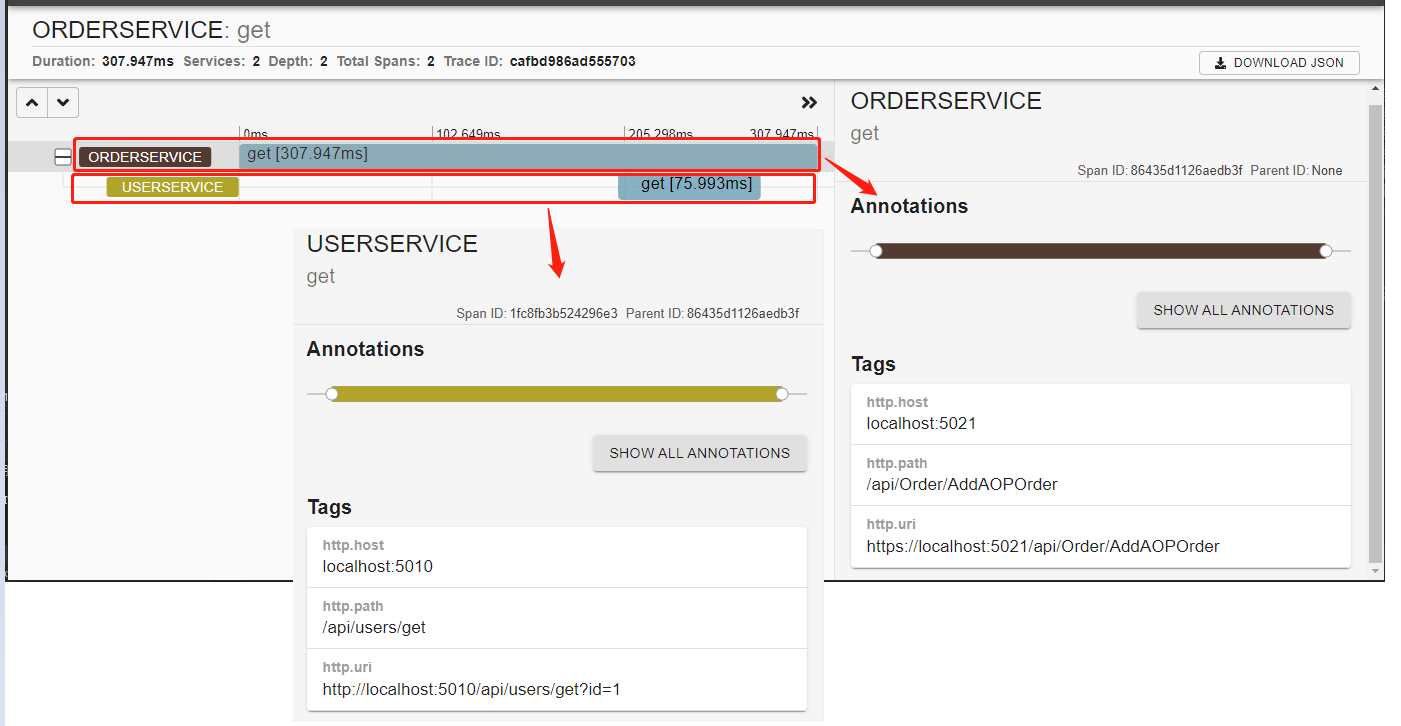 ORDERSERVICE: get
Duration: 307.947ms Services: 2 Depth: 2 Total Spans: 2 Trace ID: cafbd986ad555703
DOWNLOAD JSON
0ms 102.649ms 205.298ms 307.947ms
ORDERSERVICE get [307.947ms]
USERSERVICE get [75.993ms]
USERSERVICE
get
Span ID: 1fc8fb3b524296e3 Parent ID: 86435d1126aedb3f
Annotations
SHOW ALL ANNOTATIONS
Tags
http.host
localhost:5010
http.path
/api/users/get
http.uri
http://localhost:5010/api/users/get?id=1
ORDERSERVICE
get
Span ID: 86435d1126aedb3f Parent ID: None
Annotations
SHOW ALL ANNOTATIONS
Tags
http.host
localhost:5021
http.path
/api/Order/AddAOPOrder
http.uri
https://localhost:5021/api/Order/AddAOPOrder